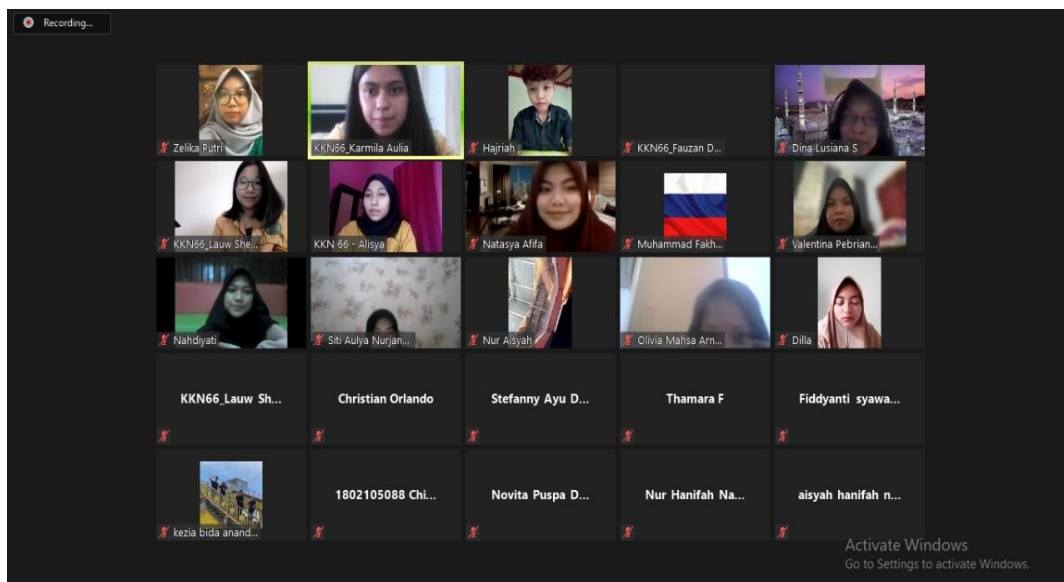 Recording...
Zelika Putri
KKN66_Karmila Aulia
Hajriah
KKN66_Fauzan D...
Dina Lusiana S
KKN66_Lauw She...
KKN 66 - Alisya
Natasya Afifa
Muhammad Fakh...
Valentina Pebrian...
Nahdiyati
Siti Aulya Nurjan...
Nur Aisyah
Olivia Mahsa Arn...
Dilla
KKN66_Lauw Sh...
Christian Orlando
Stefanny Ayu D...
Thamara F
Fiddyanti syawa...
kezia bida anand...
1802105088 Chi...
Novita Puspa D...
Nur Hanifah Na...
aisyah hanifah n...
Activate Windows
Go to Settings to activate Windows.